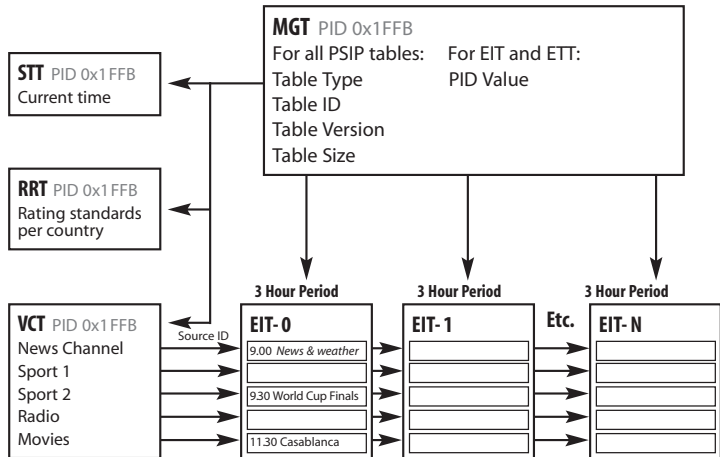 MGT PID 0x1FFB
For all PSIP tables: For EIT and ETT:
Table Type PID Value
Table ID
Table Version
Table Size
STT PID 0x1FFB
Current time
RRT PID 0x1FFB
Rating standards
per country
3 Hour Period 3 Hour Period 3 Hour Period
VCT PID 0x1FFB
News Channel
Sport 1
Sport 2
Radio
Movies
Source ID
EIT- 0
9.00 News & weather
9.30 World Cup Finals
11.30 Casablanca
EIT- 1
Etc.
EIT- N